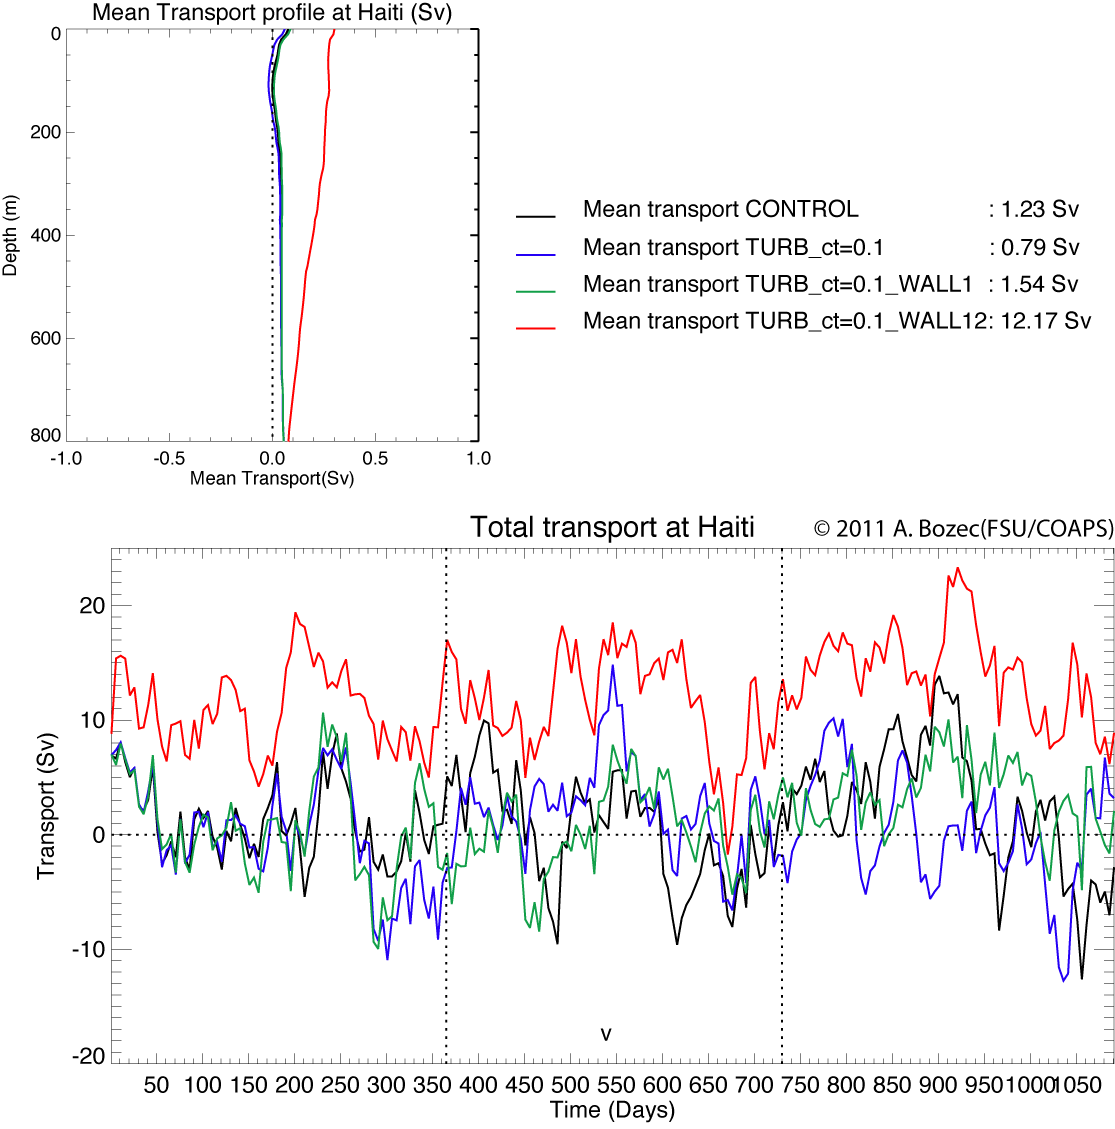 Mean Transport profile at Haiti (Sv)
0
200
400
600
800
Depth (m)
-1.0 -0.5 0.0 0.5 1.0
Mean Transport(Sv)
Mean transport CONTROL : 1.23 Sv
Mean transport TURB_ct=0.1 : 0.79 Sv
Mean transport TURB_ct=0.1_WALL1 : 1.54 Sv
Mean transport TURB_ct=0.1_WALL12: 12.17 Sv
Total transport at Haiti
© 2011 A. Bozec(FSU/COAPS)
20
10
0
-10
-20
Transport (Sv)
v
50 100 150 200 250 300 350 400 450 500 550 600 650 700 750 800 850 900 950 1000 1050
Time (Days)